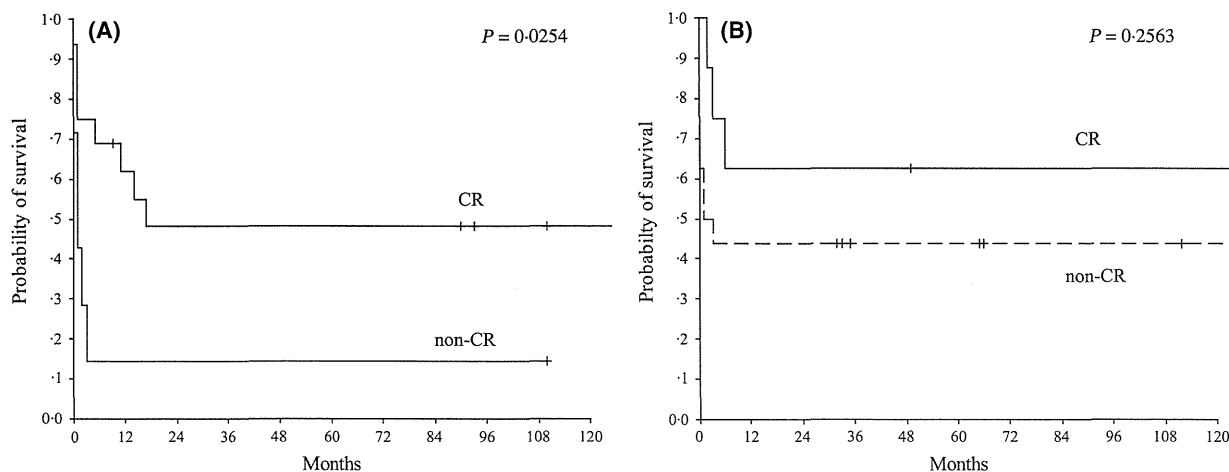 (A)
P = 0·0254
Probability of survival
1·0
·9
·8
·7
·6
·5
·4
·3
·2
·1
0·0
CR
non-CR
0 12 24 36 48 60 72 84 96 108 120
Months
(B)
P = 0·2563
Probabilty of survival
1·0
·9
·8
·7
·6
·5
·4
·3
·2
·1
0·0
CR
non-CR
0 12 24 36 48 60 72 84 96 108 120
Months